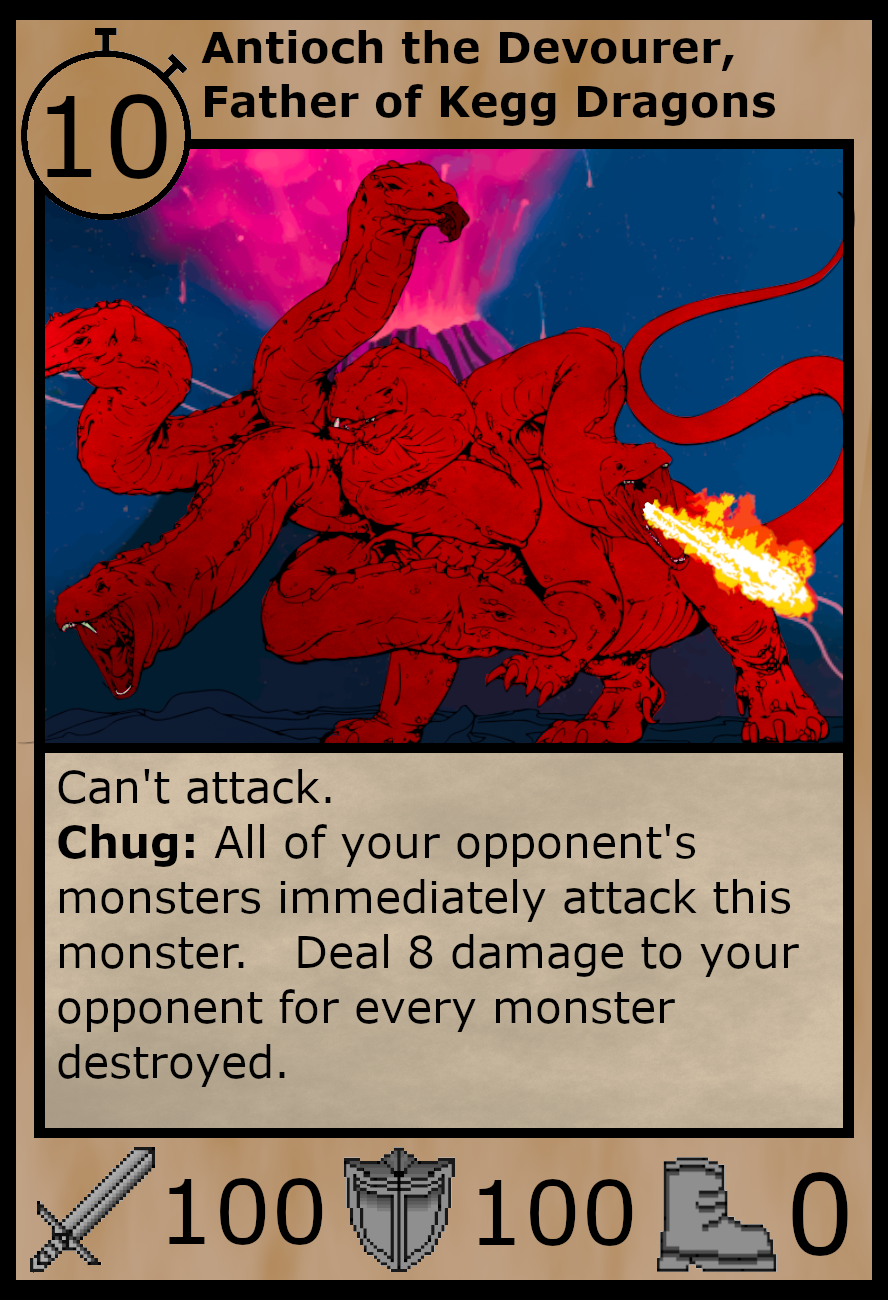 Antioch the Devourer,
Father of Kegg Dragons
10
Can't attack.
Chug: All of your opponent's
monsters immediately attack this
monster.   Deal 8 damage to your
opponent for every monster
destroyed.
100 100 0